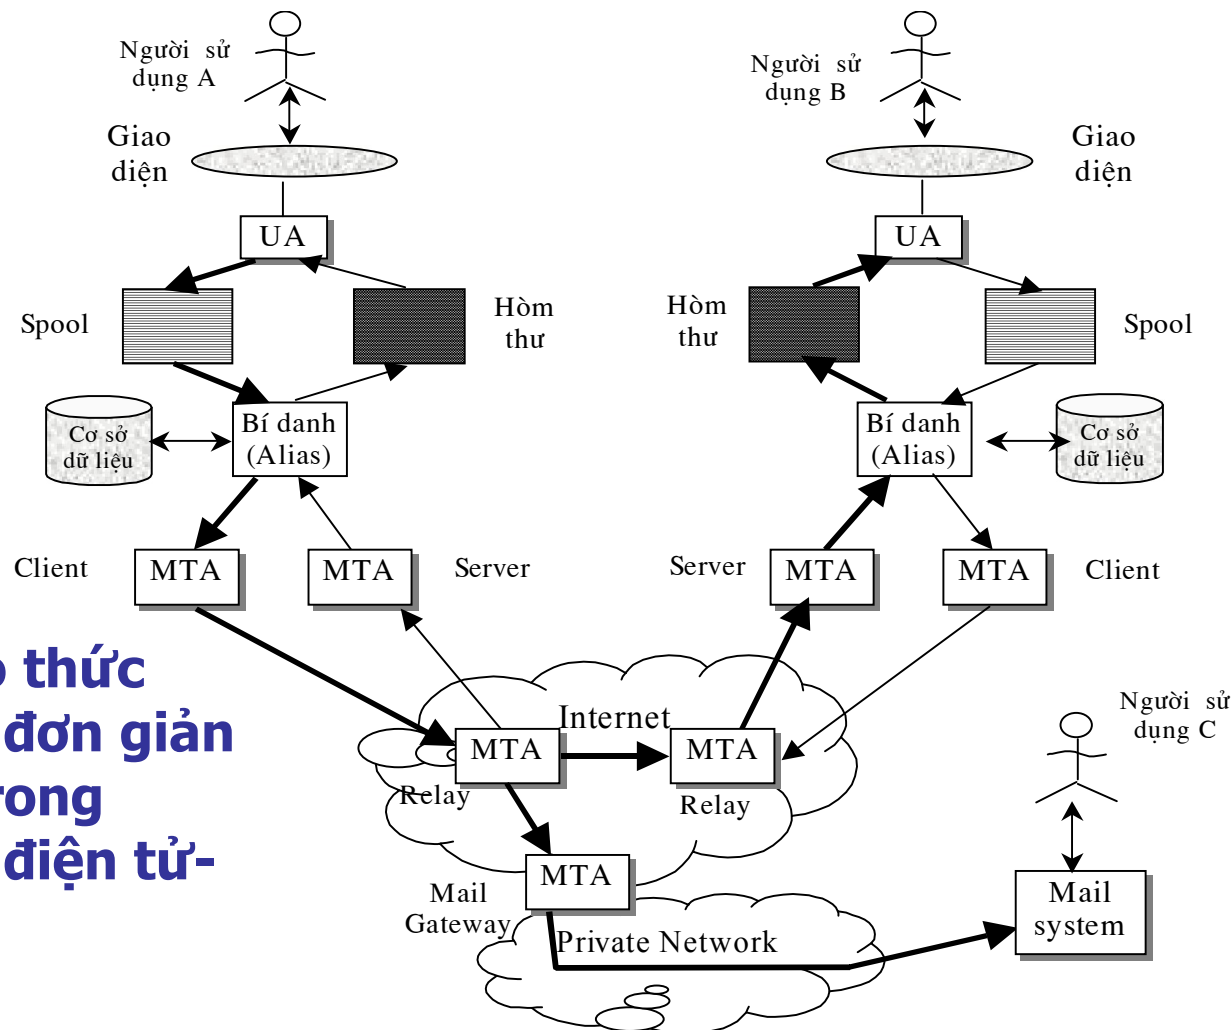 Người sử
dụng A
Người sử
dụng B
Giao
diện
Giao
diện
UA
UA
Spool
Hòm
thư
Hòm
thư
Spool
Cơ sở
dữ liệu
Bí danh
(Alias)
Bí danh
(Alias)
Cơ sở
dữ liệu
Client
MTA
MTA
Server
Server
MTA
MTA
Client
thức
đơn giản
điện tử-
Internet
MTA
MTA
Relay
Relay
MTA
Mail
Gateway
Private Network
Người sử
dụng C
Mail
system